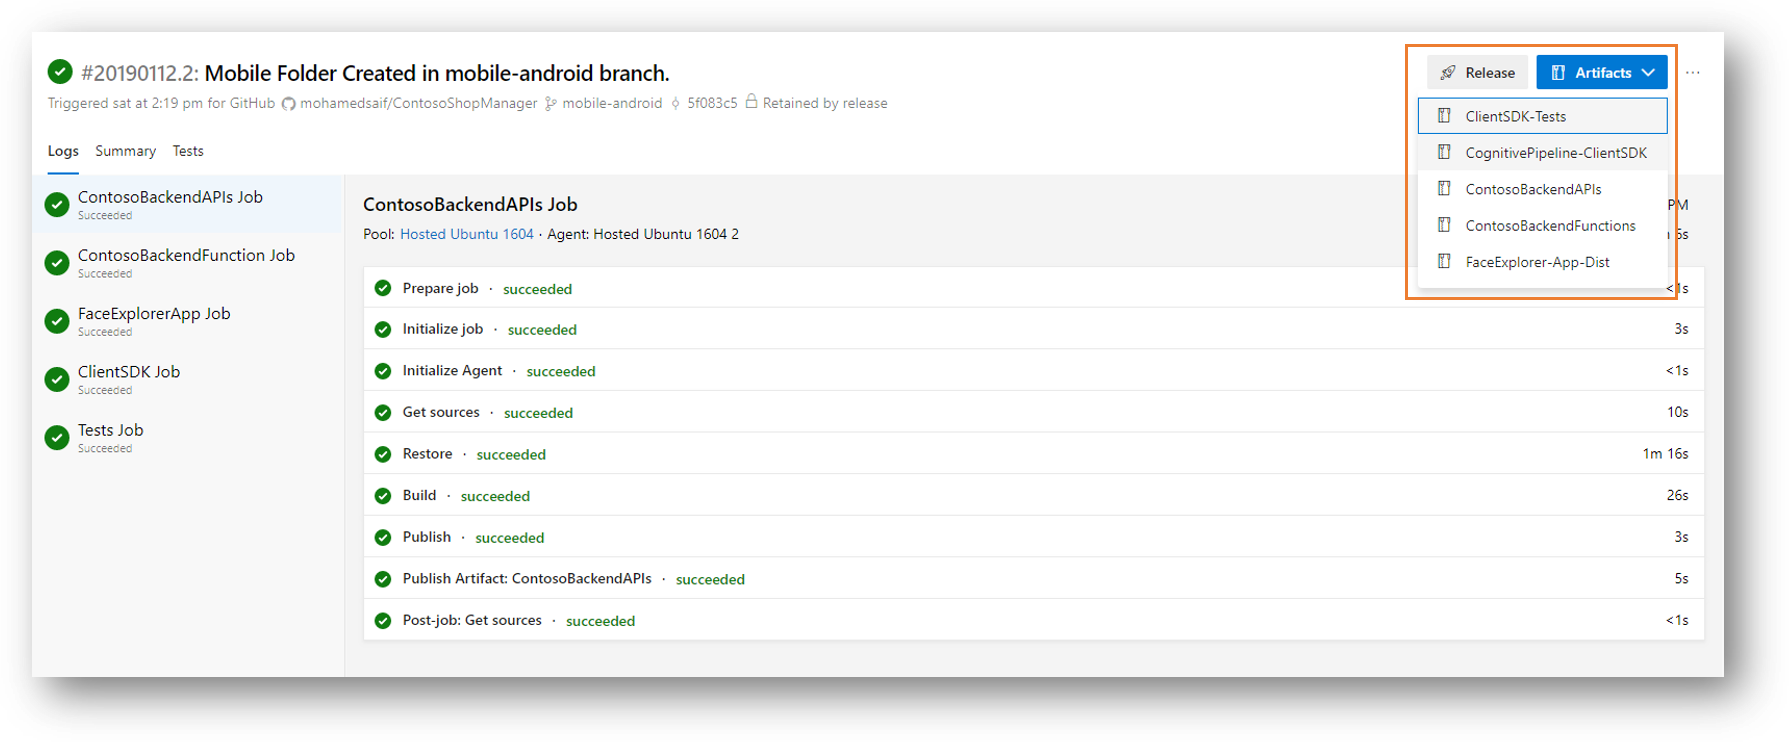 #20190112.2: Mobile Folder Created in mobile-android branch.
Release
Artifacts
Triggered sat at 2:19 pm for GitHub mohamedsaif/ContosoShopManager mobile-android 5f083c5 Retained by release
ClientSDK-Tests
CognitivePipeline-ClientSDK
ContosoBackendAPIs
ContosoBackendFunctions
FaceExplorer-App-Dist
Logs Summary Tests
ContosoBackendAPIs Job
Succeeded
ContosoBackendFunction Job
Succeeded
FaceExplorerApp Job
Succeeded
ClientSDK Job
Succeeded
Tests Job
Succeeded
ContosoBackendAPIs Job
PM
Pool: Hosted Ubuntu 1604 · Agent: Hosted Ubuntu 1604 2
Prepare job · succeeded <1s
Initialize job · succeeded 3s
Initialize Agent · succeeded <1s
Get sources · succeeded 10s
Restore · succeeded 1m 16s
Build · succeeded 26s
Publish · succeeded 3s
Publish Artifact: ContosoBackendAPIs · succeeded 5s
Post-job: Get sources · succeeded <1s